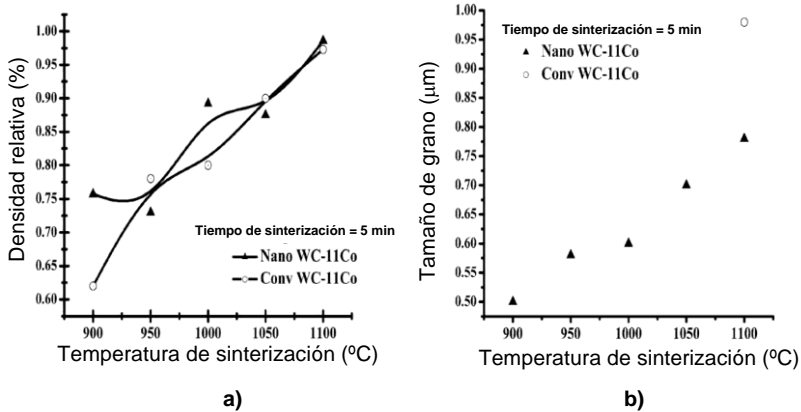 Densidad relativa (%)
1.00
0.95
0.90
0.85
0.80
0.75
0.70
0.65
0.60
Tiempo de sinterización = 5 min
Nano WC-11Co
Conv WC-11Co
900 950 1000 1050 1100
Temperatura de sinterización (ºC)
a)
Tamaño de grano (µm)
1.00
0.95
0.90
0.85
0.80
0.75
0.70
0.65
0.60
0.55
0.50
Tiempo de sinterización = 5 min
Nano WC-11Co
Conv WC-11Co
900 950 1000 1050 1100
Temperatura de sinterización (ºC)
b)